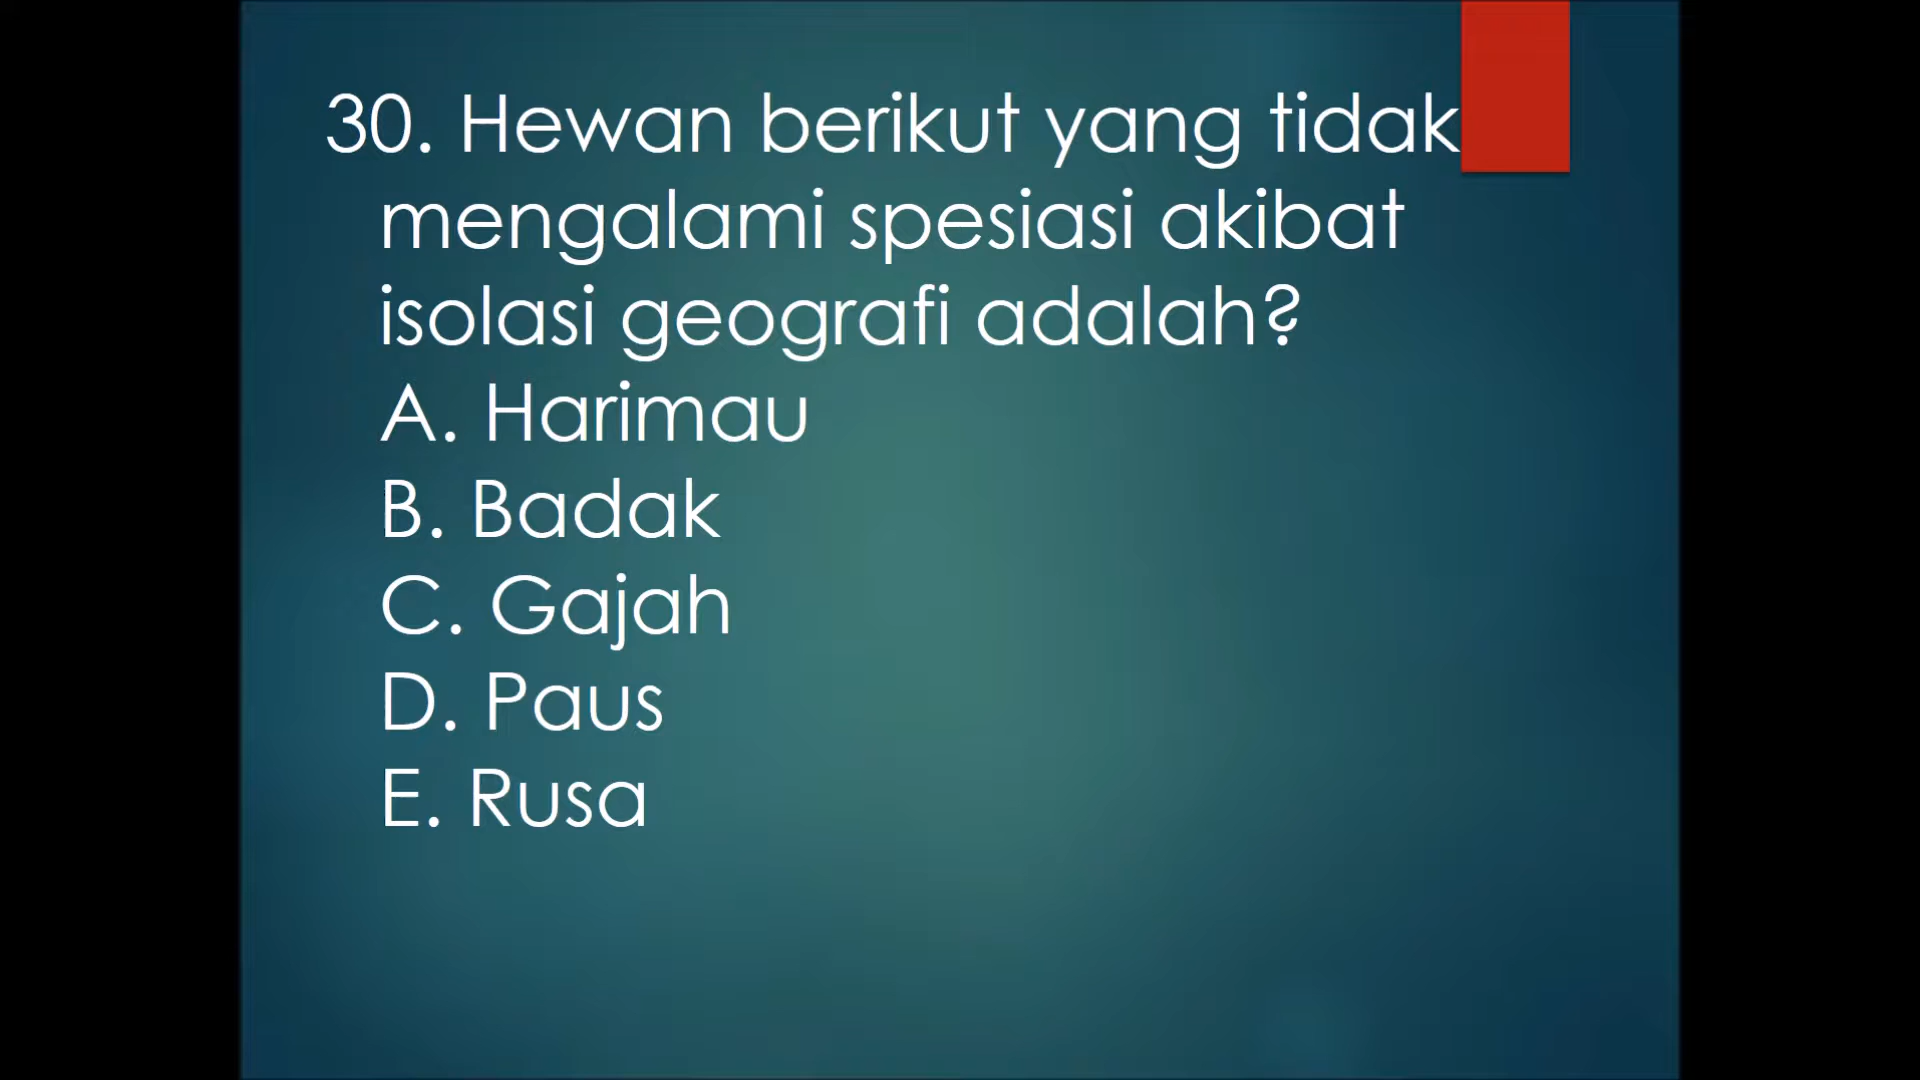 30. Hewan berikut yang tidak
mengalami spesiasi akibat
isolasi geografi adalah?
A. Harimau
B. Badak
C. Gajah
D. Paus
E. Rusa